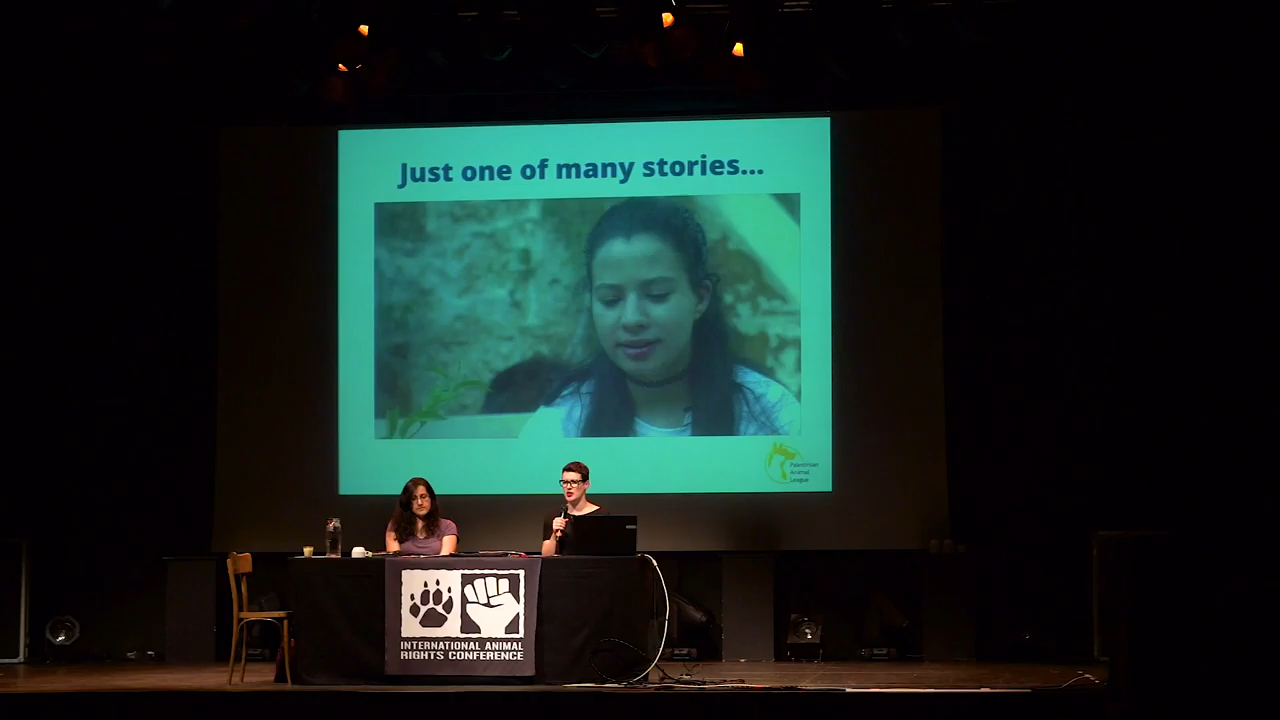 Just one of many stories...
Palestinian
Animal
League
INTERNATIONAL ANIMAL
RIGHTS CONFERENCE